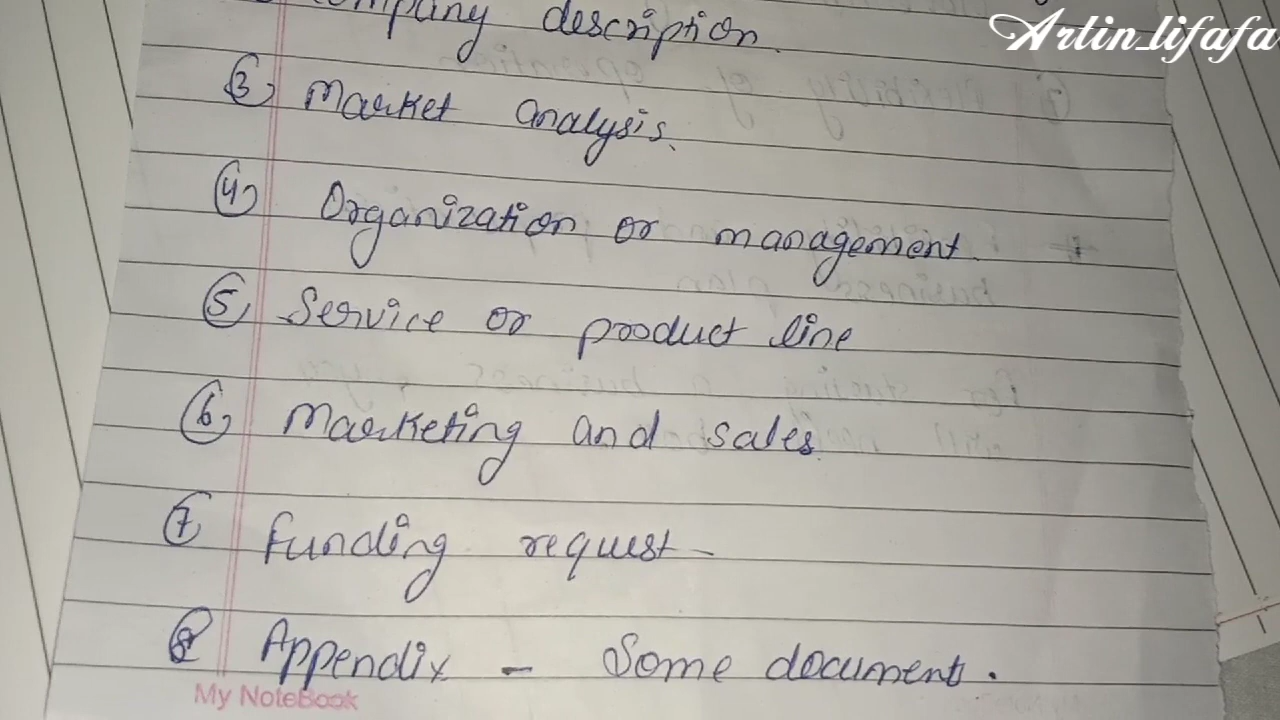 Company description
Artin_lifafa
3 Market analysis.
4 Organization or management
5 Service or product line
6 Marketing and sales
7 funding request -
8 Appendix - Some document.
My NoteBook